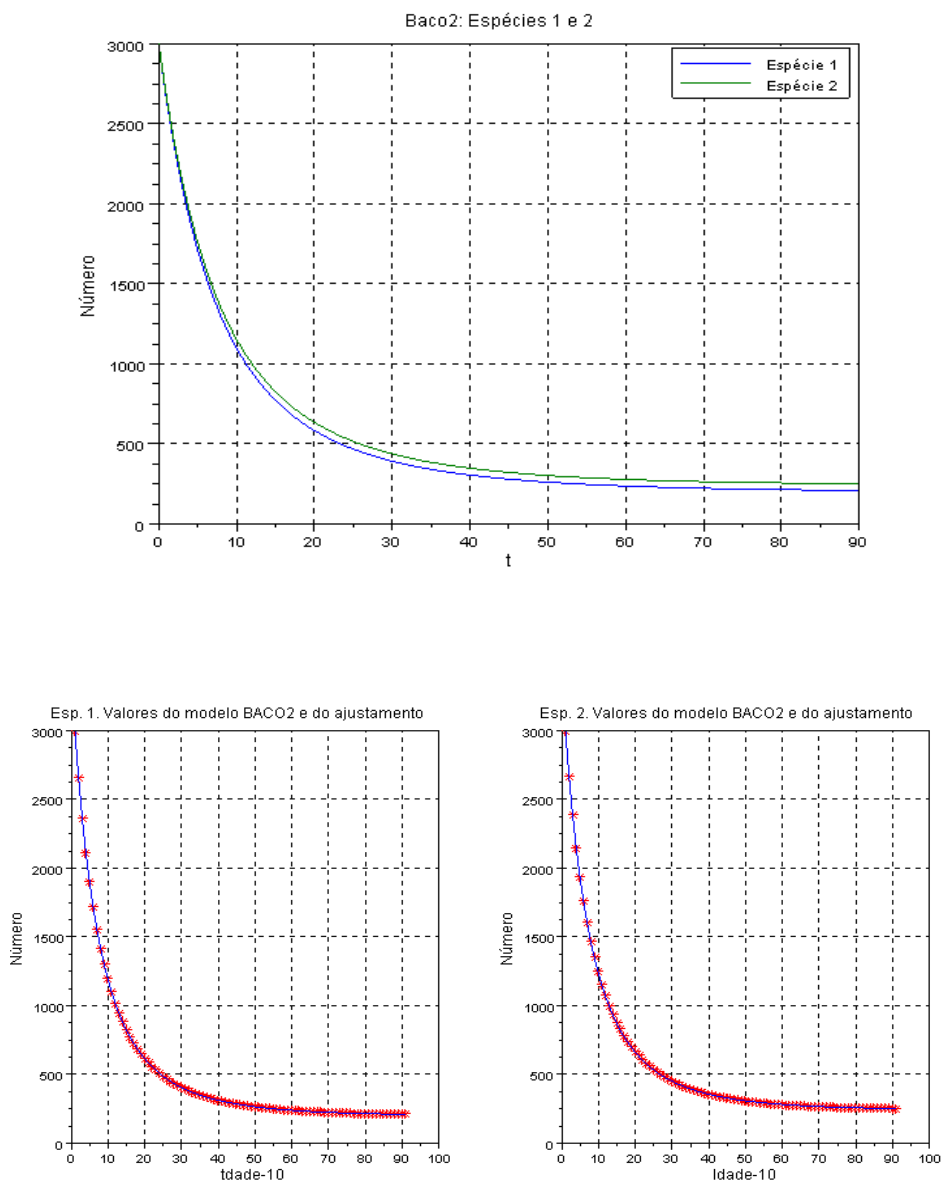 Baco2: Espécies 1 e 2
3000
2500
2000
1500
1000
500
0
Número
Espécie 1
Espécie 2
0 10 20 30 40 50 60 70 80 90
t
Esp. 1. Valores do modelo BACO2 e do ajustamento
3000
2500
2000
1500
1000
500
0
Número
0 10 20 30 40 50 60 70 80 90 100
tdade-10
Esp. 2. Valores do modelo BACO2 e do ajustamento
3000
2500
2000
1500
1000
500
0
Número
0 10 20 30 40 50 60 70 80 90 100
Idade-10